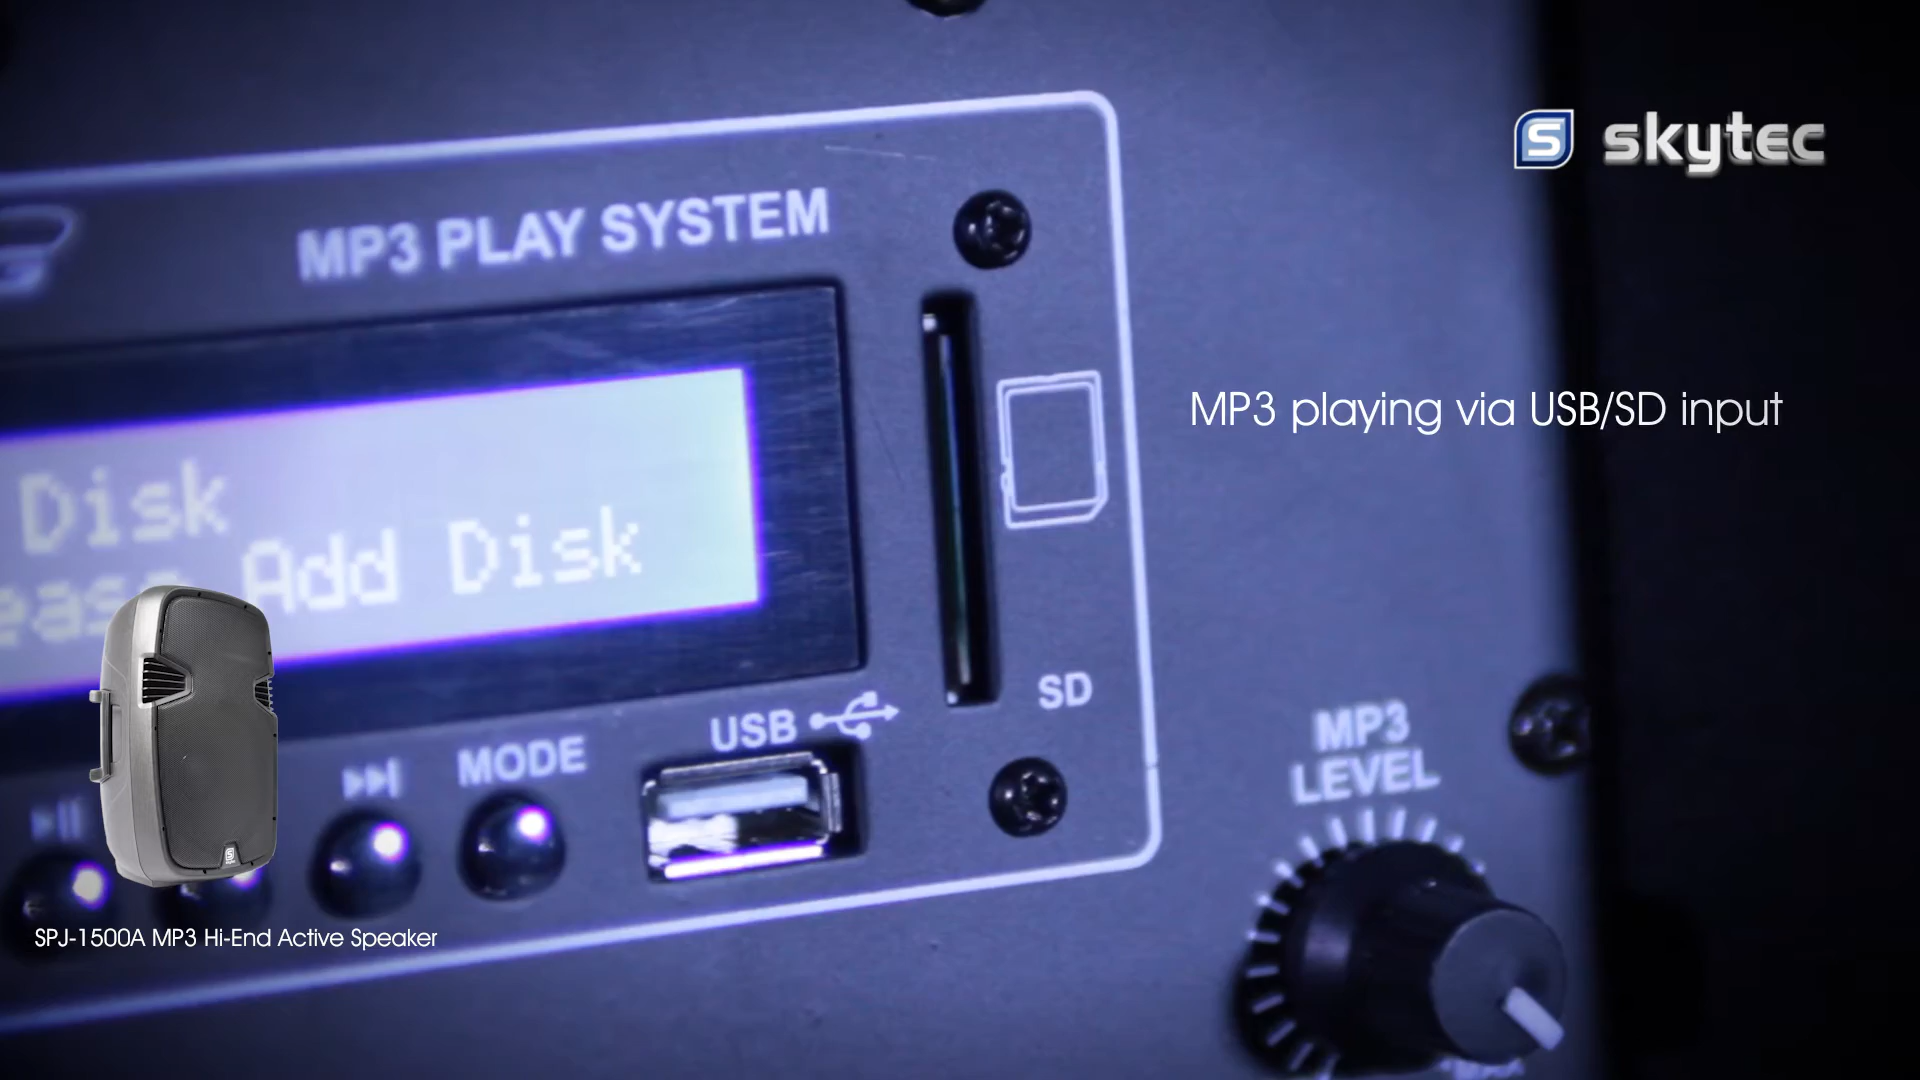 skytec
MP3 PLAY SYSTEM
MP3 playing via USB/SD input
Disk
Add Disk
SD
USB
MODE
MP3
LEVEL
SPJ-1500A MP3 Hi-End Active Speaker